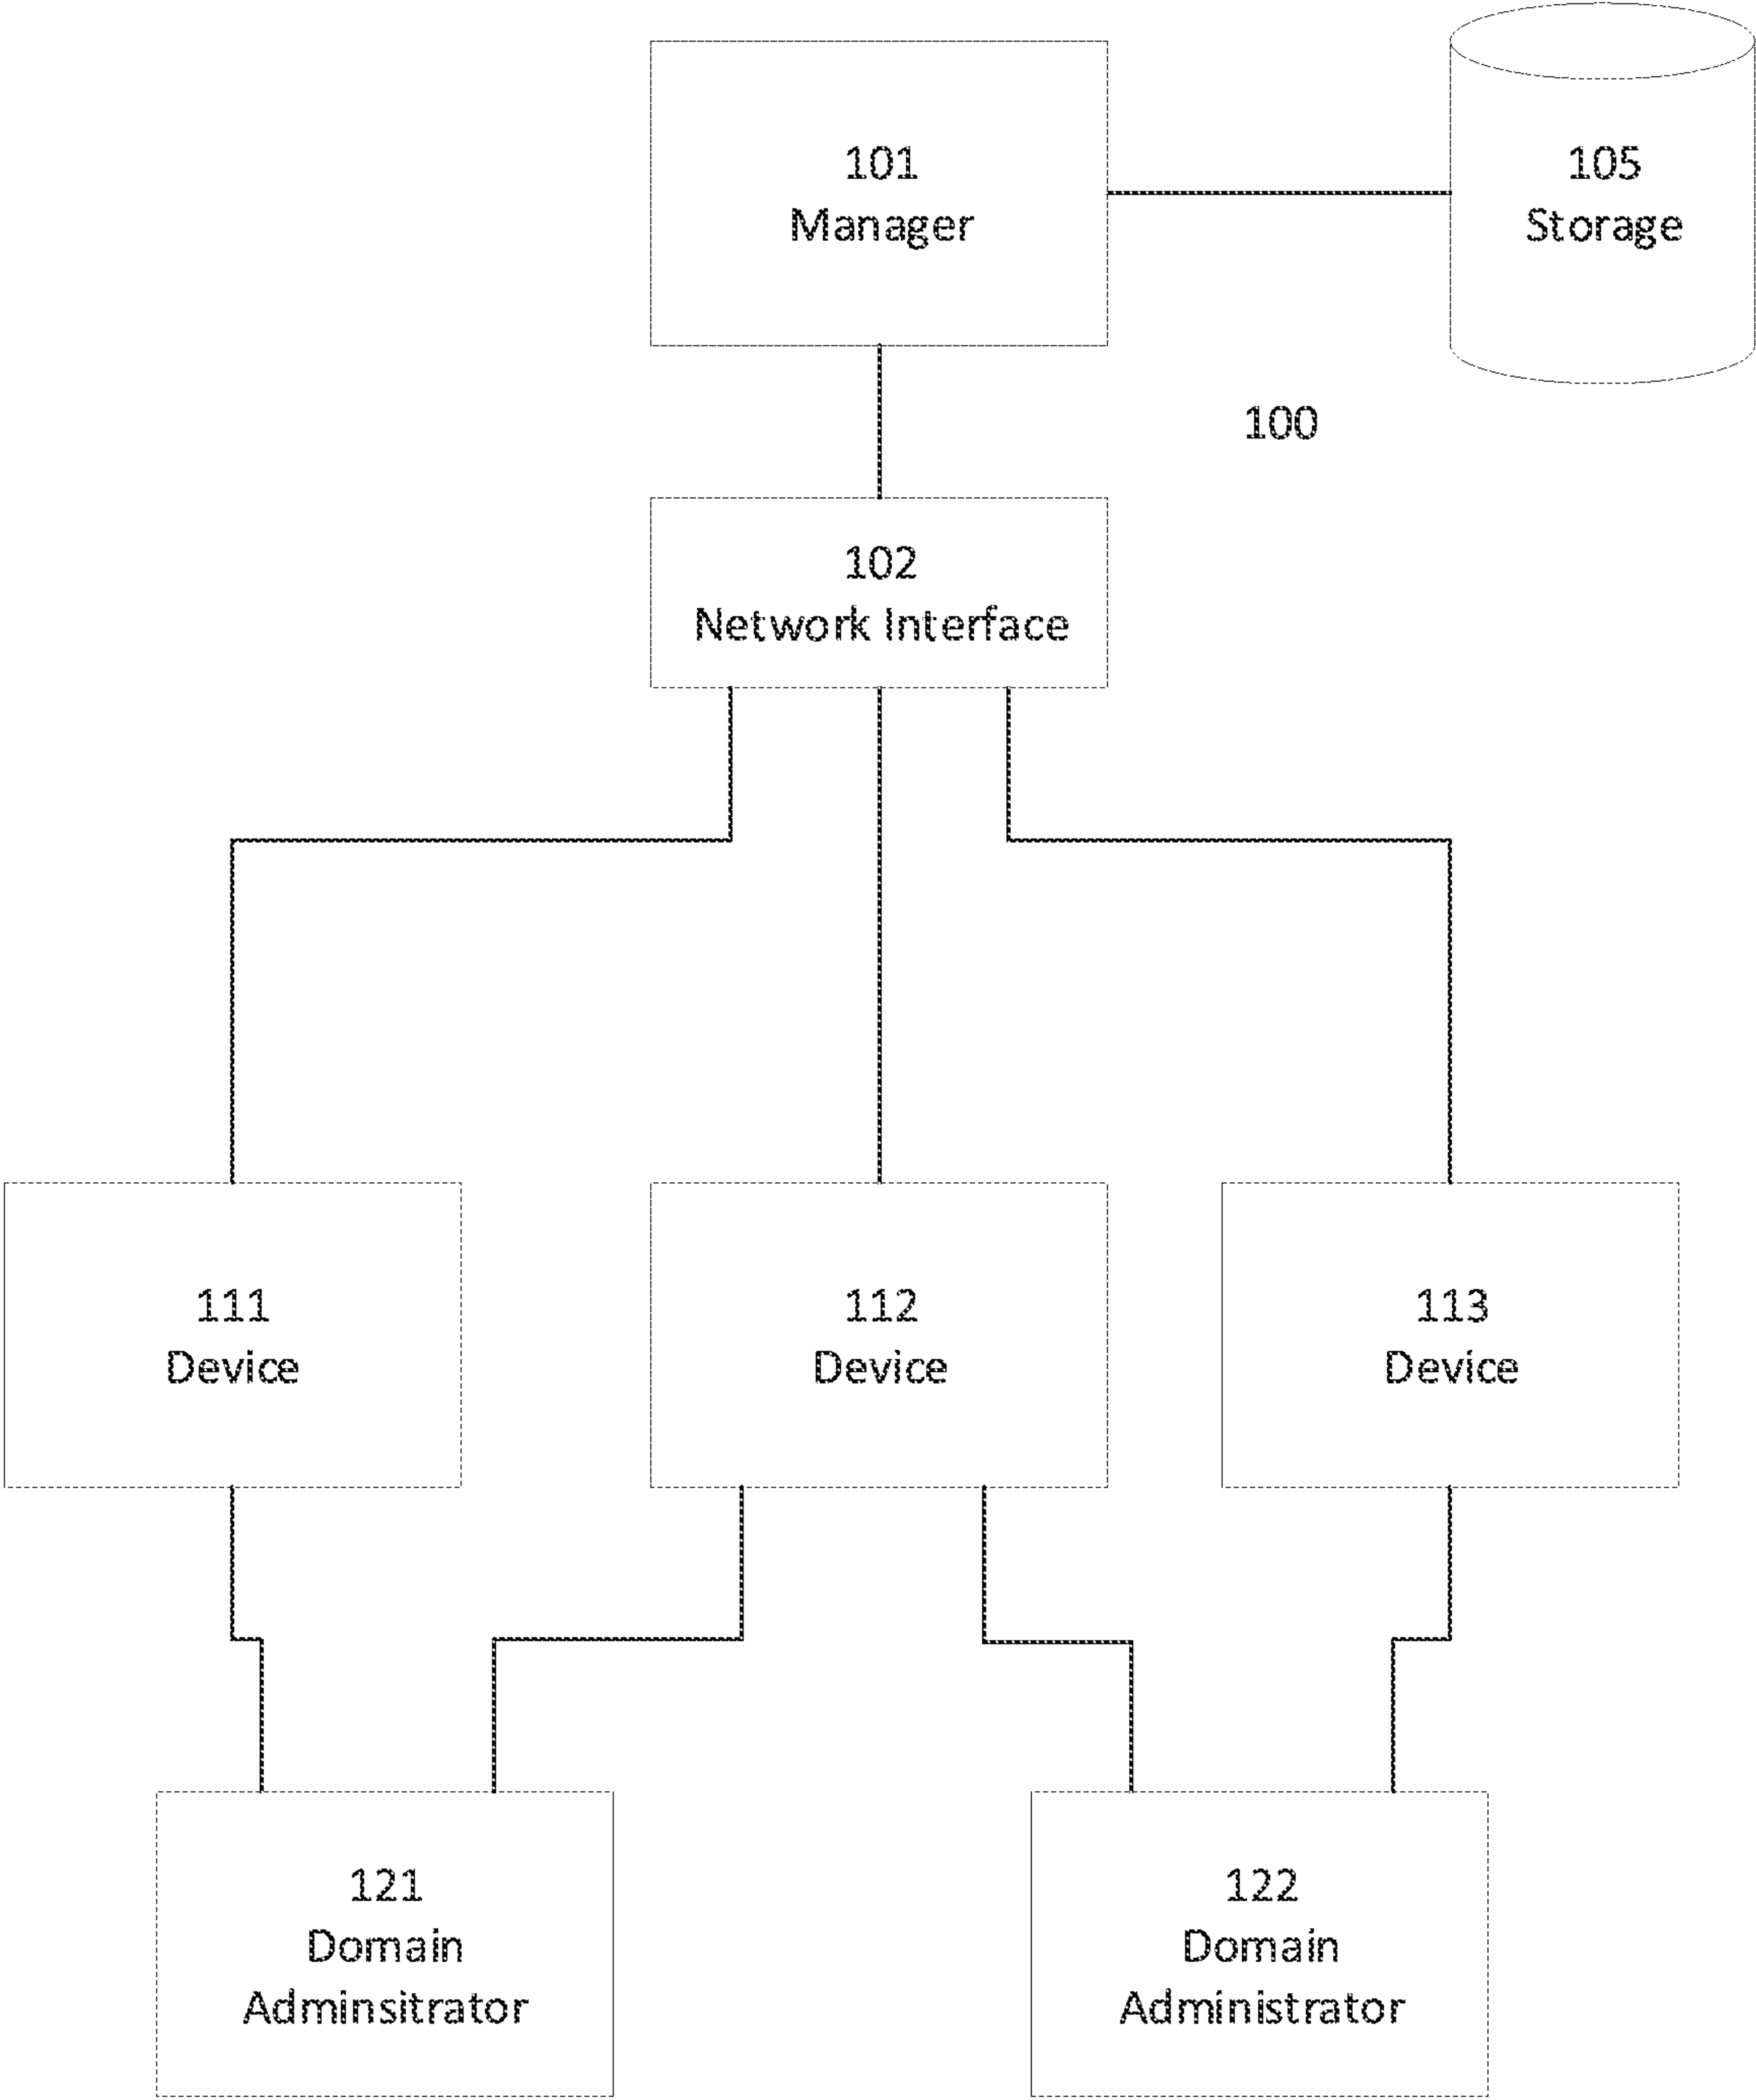 101
Manager
105
Storage
100
102
Network Interface
111
Device
112
Device
113
Device
121
Domain
Adminsitrator
122
Domain
Administrator